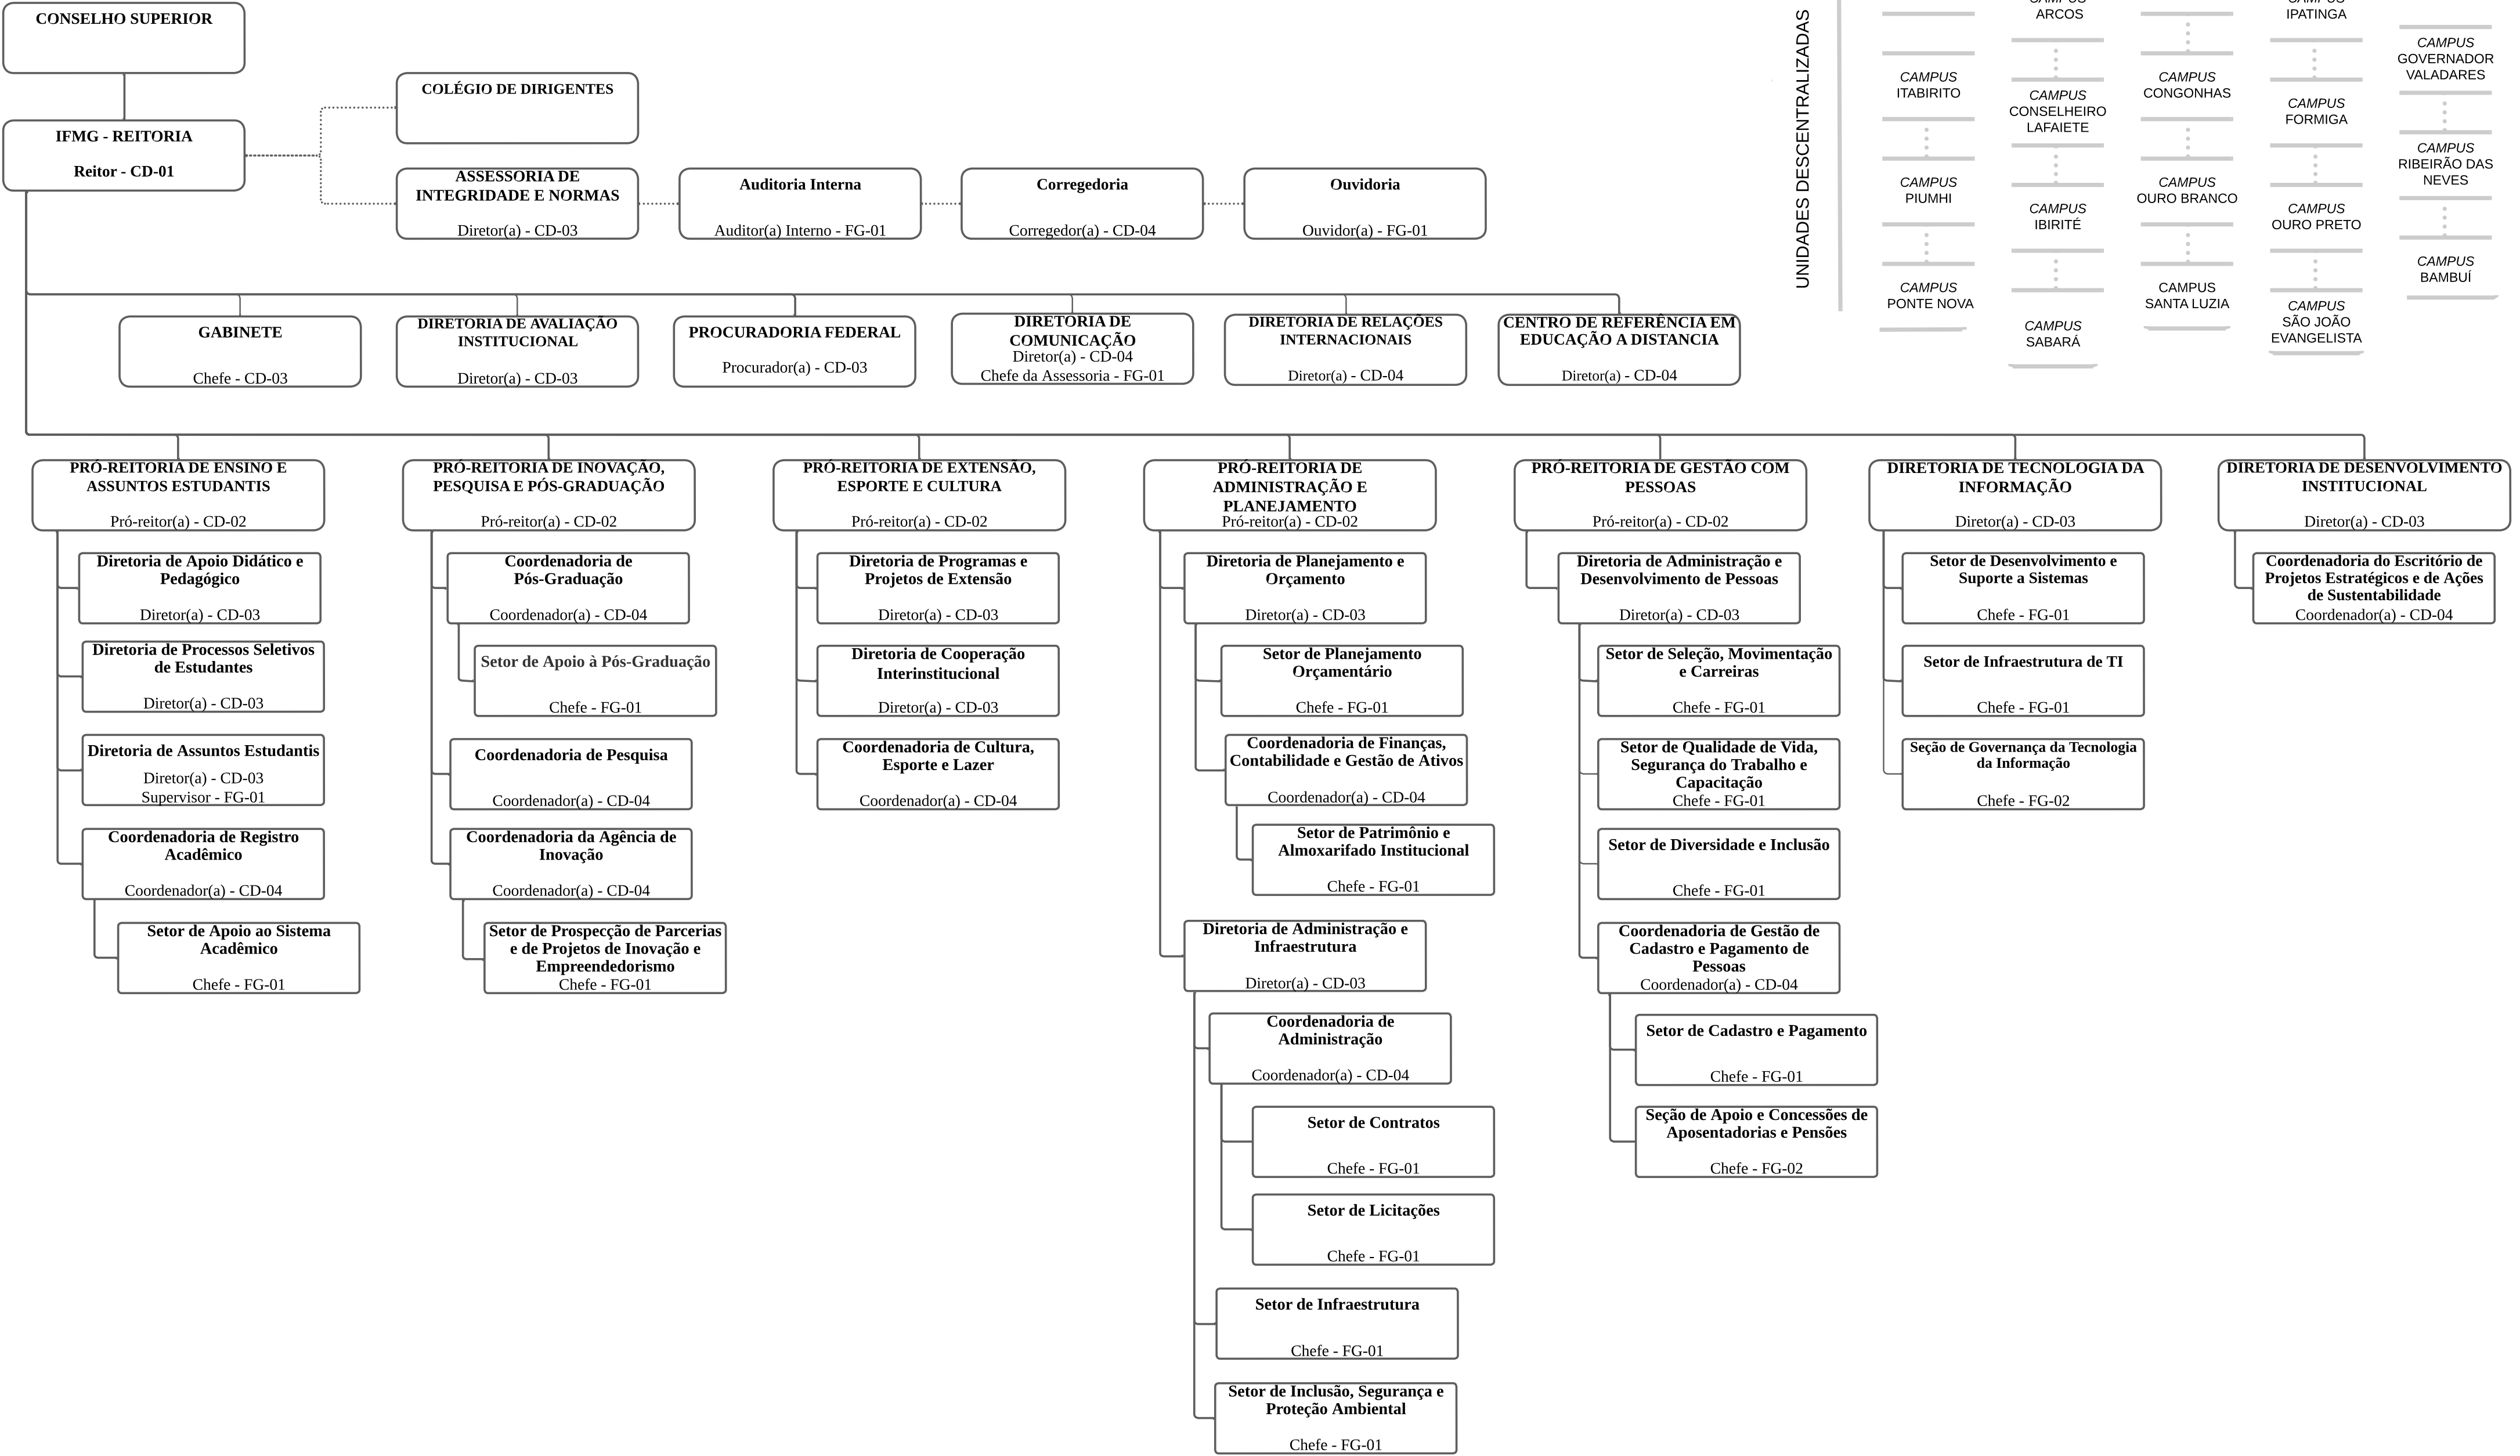 CONSELHO SUPERIOR
IFMG - REITORIA
Reitor - CD-01
COLÉGIO DE DIRIGENTES
ASSESSORIA DE
INTEGRIDADE E NORMAS
Diretor(a) - CD-03
Auditoria Interna
Auditor(a) Interno - FG-01
Corregedoria
Corregedor(a) - CD-04
Ouvidoria
Ouvidor(a) - FG-01
UNIDADES DESCENTRALIZADAS
CAMPUS
ITABIRITO
CAMPUS
PIUMHI
CAMPUS
PONTE NOVA
CAMPUS
ARCOS
CAMPUS
CONSELHEIRO
LAFAIETE
CAMPUS
IBIRITÉ
CAMPUS
SABARÁ
CAMPUS
CONGONHAS
CAMPUS
OURO BRANCO
CAMPUS
SANTA LUZIA
CAMPUS
IPATINGA
CAMPUS
FORMIGA
CAMPUS
OURO PRETO
CAMPUS
SÃO JOÃO
EVANGELISTA
CAMPUS
GOVERNADOR
VALADARES
CAMPUS
RIBEIRÃO DAS
NEVES
CAMPUS
BAMBUÍ
GABINETE
Chefe - CD-03
DIRETORIA DE AVALIAÇÃO
INSTITUCIONAL
Diretor(a) - CD-03
PROCURADORIA FEDERAL
Procurador(a) - CD-03
DIRETORIA DE
COMUNICAÇÃO
Diretor(a) - CD-04
Chefe da Assessoria - FG-01
DIRETORIA DE RELAÇÕES
INTERNACIONAIS
Diretor(a) - CD-04
CENTRO DE REFERÊNCIA EM
EDUCAÇÃO A DISTANCIA
Diretor(a) - CD-04
PRÓ-REITORIA DE ENSINO E
ASSUNTOS ESTUDANTIS
Pró-reitor(a) - CD-02
Diretoria de Apoio Didático e
Pedagógico
Diretor(a) - CD-03
Diretoria de Processos Seletivos
de Estudantes
Diretor(a) - CD-03
Diretoria de Assuntos Estudantis
Diretor(a) - CD-03
Supervisor - FG-01
Coordenadoria de Registro
Acadêmico
Coordenador(a) - CD-04
Setor de Apoio ao Sistema
Acadêmico
Chefe - FG-01
PRÓ-REITORIA DE INOVAÇÃO,
PESQUISA E PÓS-GRADUAÇÃO
Pró-reitor(a) - CD-02
Coordenadoria de
Pós-Graduação
Coordenador(a) - CD-04
Setor de Apoio à Pós-Graduação
Chefe - FG-01
Coordenadoria de Pesquisa
Coordenador(a) - CD-04
Coordenadoria da Agência de
Inovação
Coordenador(a) - CD-04
Setor de Prospecção de Parcerias
e de Projetos de Inovação e
Empreendedorismo
Chefe - FG-01
PRÓ-REITORIA DE EXTENSÃO,
ESPORTE E CULTURA
Pró-reitor(a) - CD-02
Diretoria de Programas e
Projetos de Extensão
Diretor(a) - CD-03
Diretoria de Cooperação
Interinstitucional
Diretor(a) - CD-03
Coordenadoria de Cultura,
Esporte e Lazer
Coordenador(a) - CD-04
PRÓ-REITORIA DE
ADMINISTRAÇÃO E
PLANEJAMENTO
Pró-reitor(a) - CD-02
Diretoria de Planejamento e
Orçamento
Diretor(a) - CD-03
Setor de Planejamento
Orçamentário
Chefe - FG-01
Coordenadoria de Finanças,
Contabilidade e Gestão de Ativos
Coordenador(a) - CD-04
Setor de Patrimônio e
Almoxarifado Institucional
Chefe - FG-01
Diretoria de Administração e
Infraestrutura
Diretor(a) - CD-03
Coordenadoria de
Administração
Coordenador(a) - CD-04
Setor de Contratos
Chefe - FG-01
Setor de Licitações
Chefe - FG-01
Setor de Infraestrutura
Chefe - FG-01
Setor de Inclusão, Segurança e
Proteção Ambiental
Chefe - FG-01
PRÓ-REITORIA DE GESTÃO COM
PESSOAS
Pró-reitor(a) - CD-02
Diretoria de Administração e
Desenvolvimento de Pessoas
Diretor(a) - CD-03
Setor de Seleção, Movimentação
e Carreiras
Chefe - FG-01
Setor de Qualidade de Vida,
Segurança do Trabalho e
Capacitação
Chefe - FG-01
Setor de Diversidade e Inclusão
Chefe - FG-01
Coordenadoria de Gestão de
Cadastro e Pagamento de
Pessoas
Coordenador(a) - CD-04
Setor de Cadastro e Pagamento
Chefe - FG-01
Seção de Apoio e Concessões de
Aposentadorias e Pensões
Chefe - FG-02
DIRETORIA DE TECNOLOGIA DA
INFORMAÇÃO
Diretor(a) - CD-03
Setor de Desenvolvimento e
Suporte a Sistemas
Chefe - FG-01
Setor de Infraestrutura de TI
Chefe - FG-01
Seção de Governança da Tecnologia
da Informação
Chefe - FG-02
DIRETORIA DE DESENVOLVIMENTO
INSTITUCIONAL
Diretor(a) - CD-03
Coordenadoria do Escritório de
Projetos Estratégicos e de Ações
de Sustentabilidade
Coordenador(a) - CD-04